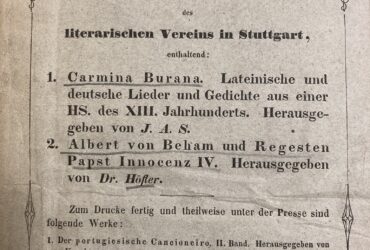 des
literarischen Vereins in Stuttgart,
enthaltend:
1. Carmina Burana. Lateinische und
deutsche Lieder und Gedichte aus einer
HS. des XIII. Jahrhunderts. Herausge-
geben von J. A. S.
2. Albert von Beham und Regesten
Papst Innocenz IV. Herausgegeben
von Dr. Höfler.
Zum Drucke fertig und theilweise unter der Presse sind
folgende Werke:
1. Der portugiesische Cancioneiro, II. Band. Herausgegeben von